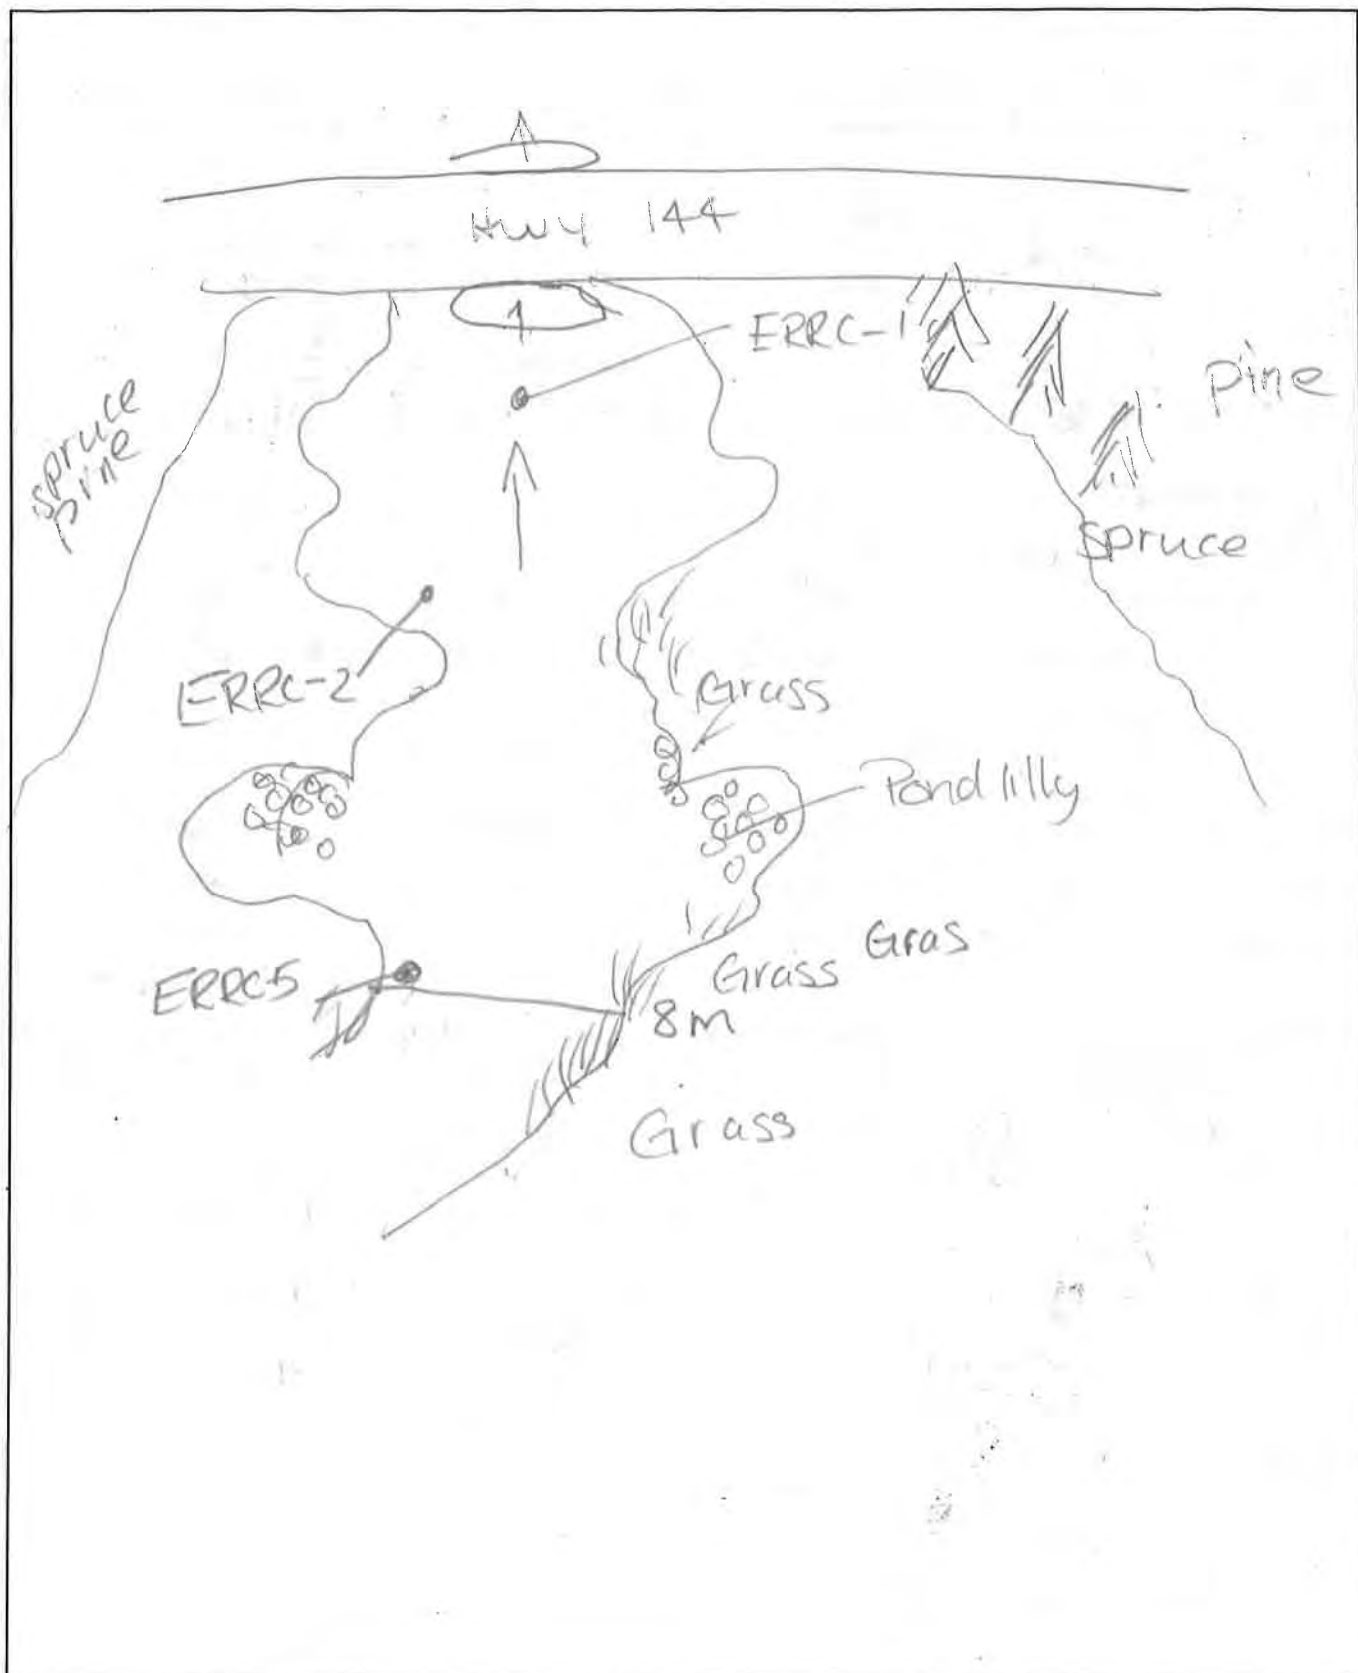 Hwy 144
ERRC-1
pine
spruce
pine
spruce
ERRC-2
Grass
Pond lilly
Gras
Grass
ERRC5
8m
Grass